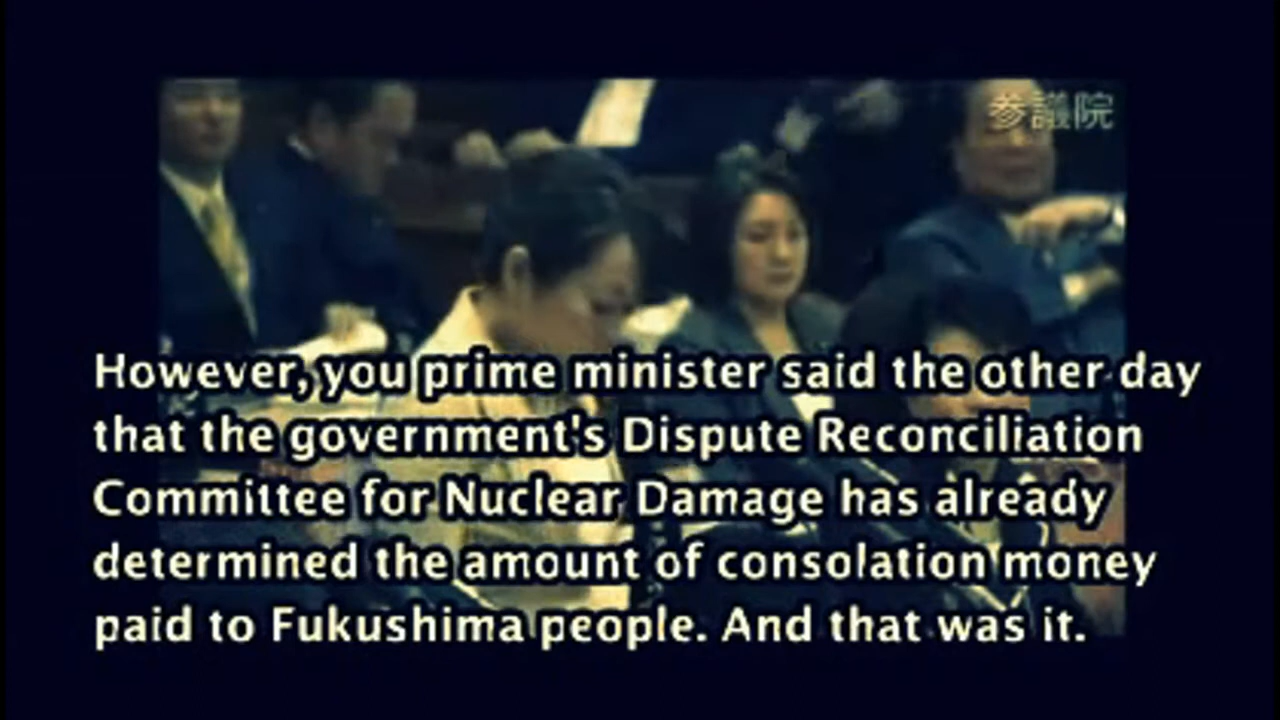 参議院
However, you prime minister said the other day
that the government's Dispute Reconciliation
Committee for Nuclear Damage has already
determined the amount of consolation money
paid to Fukushima people. And that was it.